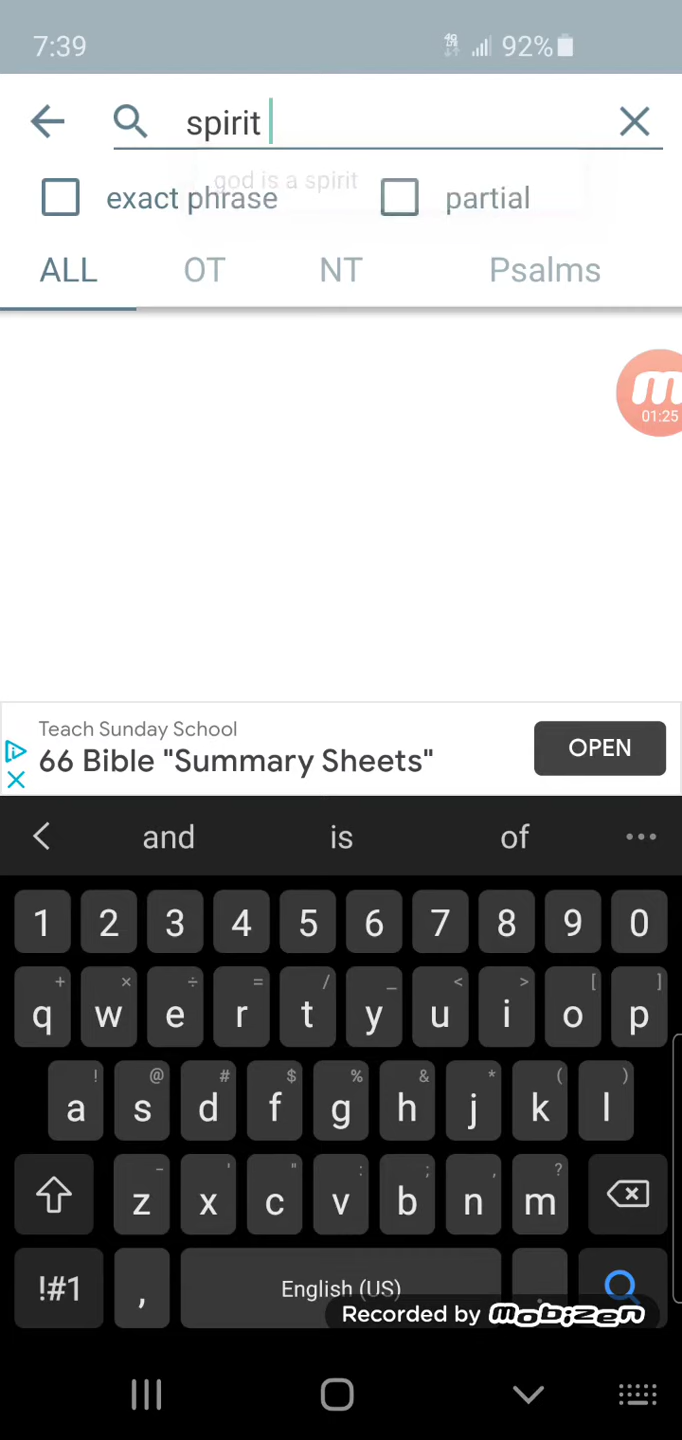 7:39 92%
spirit
god is a spirit
exact phrase partial
ALL OT NT Psalms
01:25
Teach Sunday School
66 Bible "Summary Sheets"
OPEN
and is of
1 2 3 4 5 6 7 8 9 0
+ × ÷ = / _ < > [ ]
q w e r t y u i o p
! @ # $ % & * ( )
a s d f g h j k l
- ' " : ; , ?
z x c v b n m
!#1 , English (US) .
Recorded by mobizen